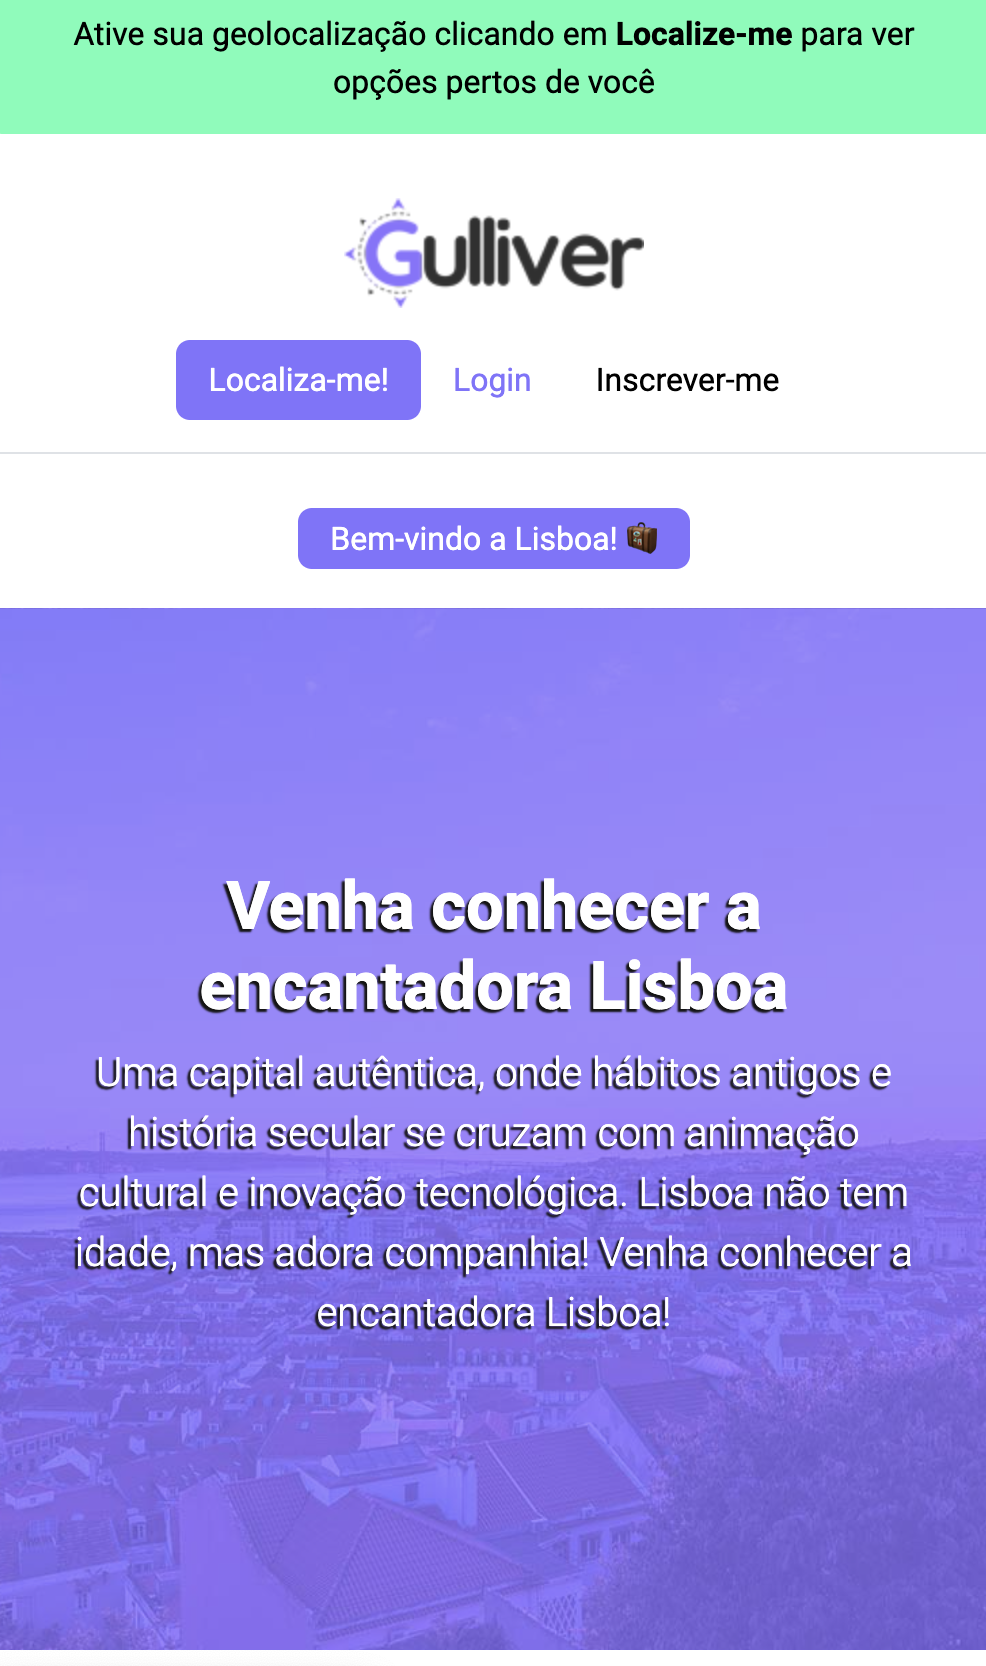 Ative sua geolocalização clicando em Localize-me para ver
opções pertos de você
Gulliver
Localiza-me! Login Inscrever-me
Bem-vindo a Lisboa!
Venha conhecer a
encantadora Lisboa
Uma capital autêntica, onde hábitos antigos e
história secular se cruzam com animação
cultural e inovação tecnológica. Lisboa não tem
idade, mas adora companhia! Venha conhecer a
encantadora Lisboa!